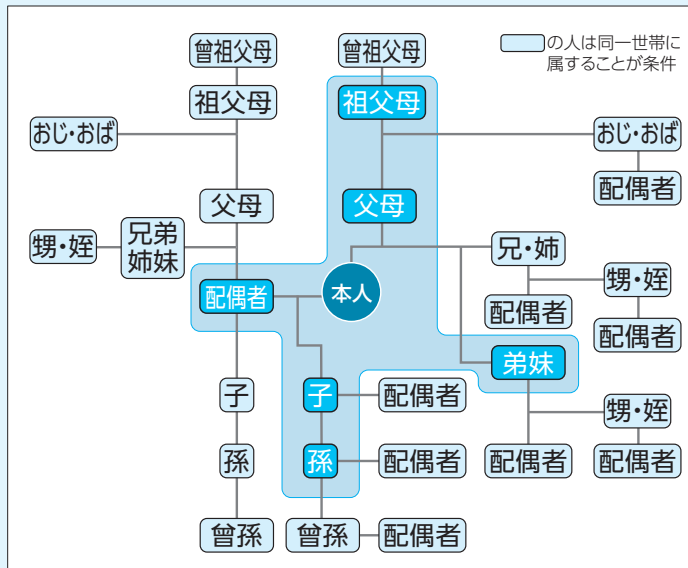 曾祖父母
曾祖父母
の人は同一世帯に
属することが条件
祖父母
祖父母
おじ・おば
おじ・おば
配偶者
父母
父母
甥・姪
兄弟
姉妹
兄・姉
配偶者
本人
配偶者
甥・姪
配偶者
弟妹
子
子
配偶者
甥・姪
孫
孫
配偶者
配偶者
配偶者
曾孫
曾孫
配偶者